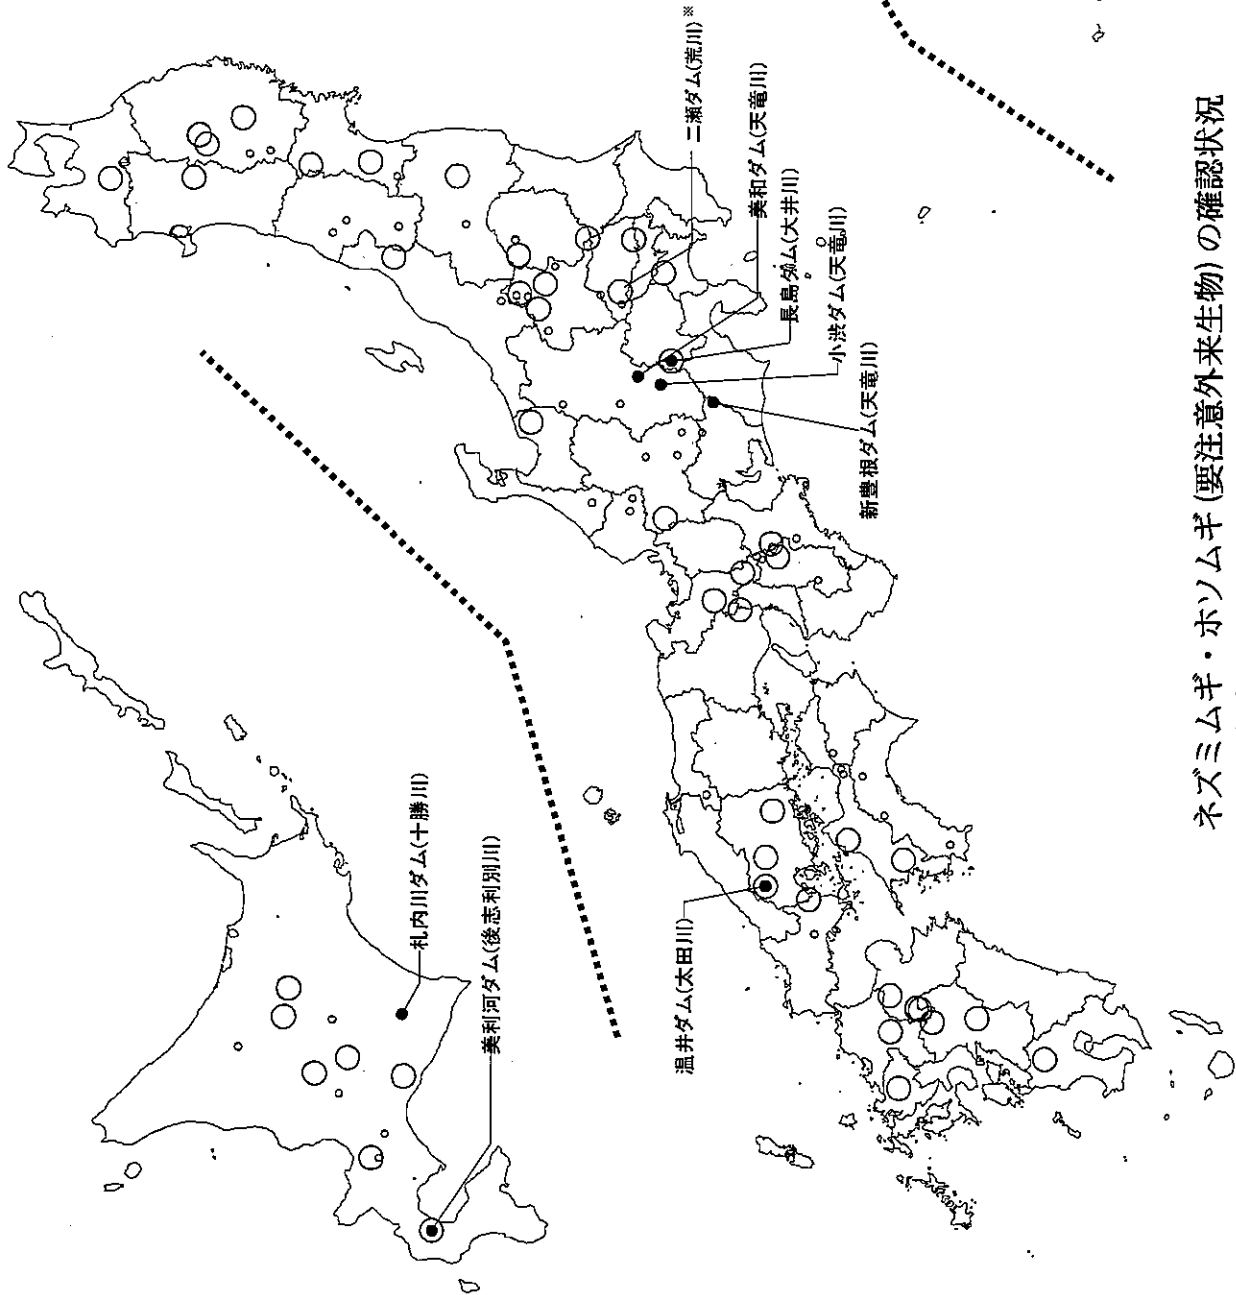 札内川ダム(十勝川)
美利河ダム(後志利別川)
温井ダム(太田川)
二瀬ダム(荒川)※
美和ダム(天竜川)
長島ダム(大井川)
小渋ダム(天竜川)
新豊根ダム(天竜川)
ネズミムギ・ホソムギ(要注意外来生物)の確認状況